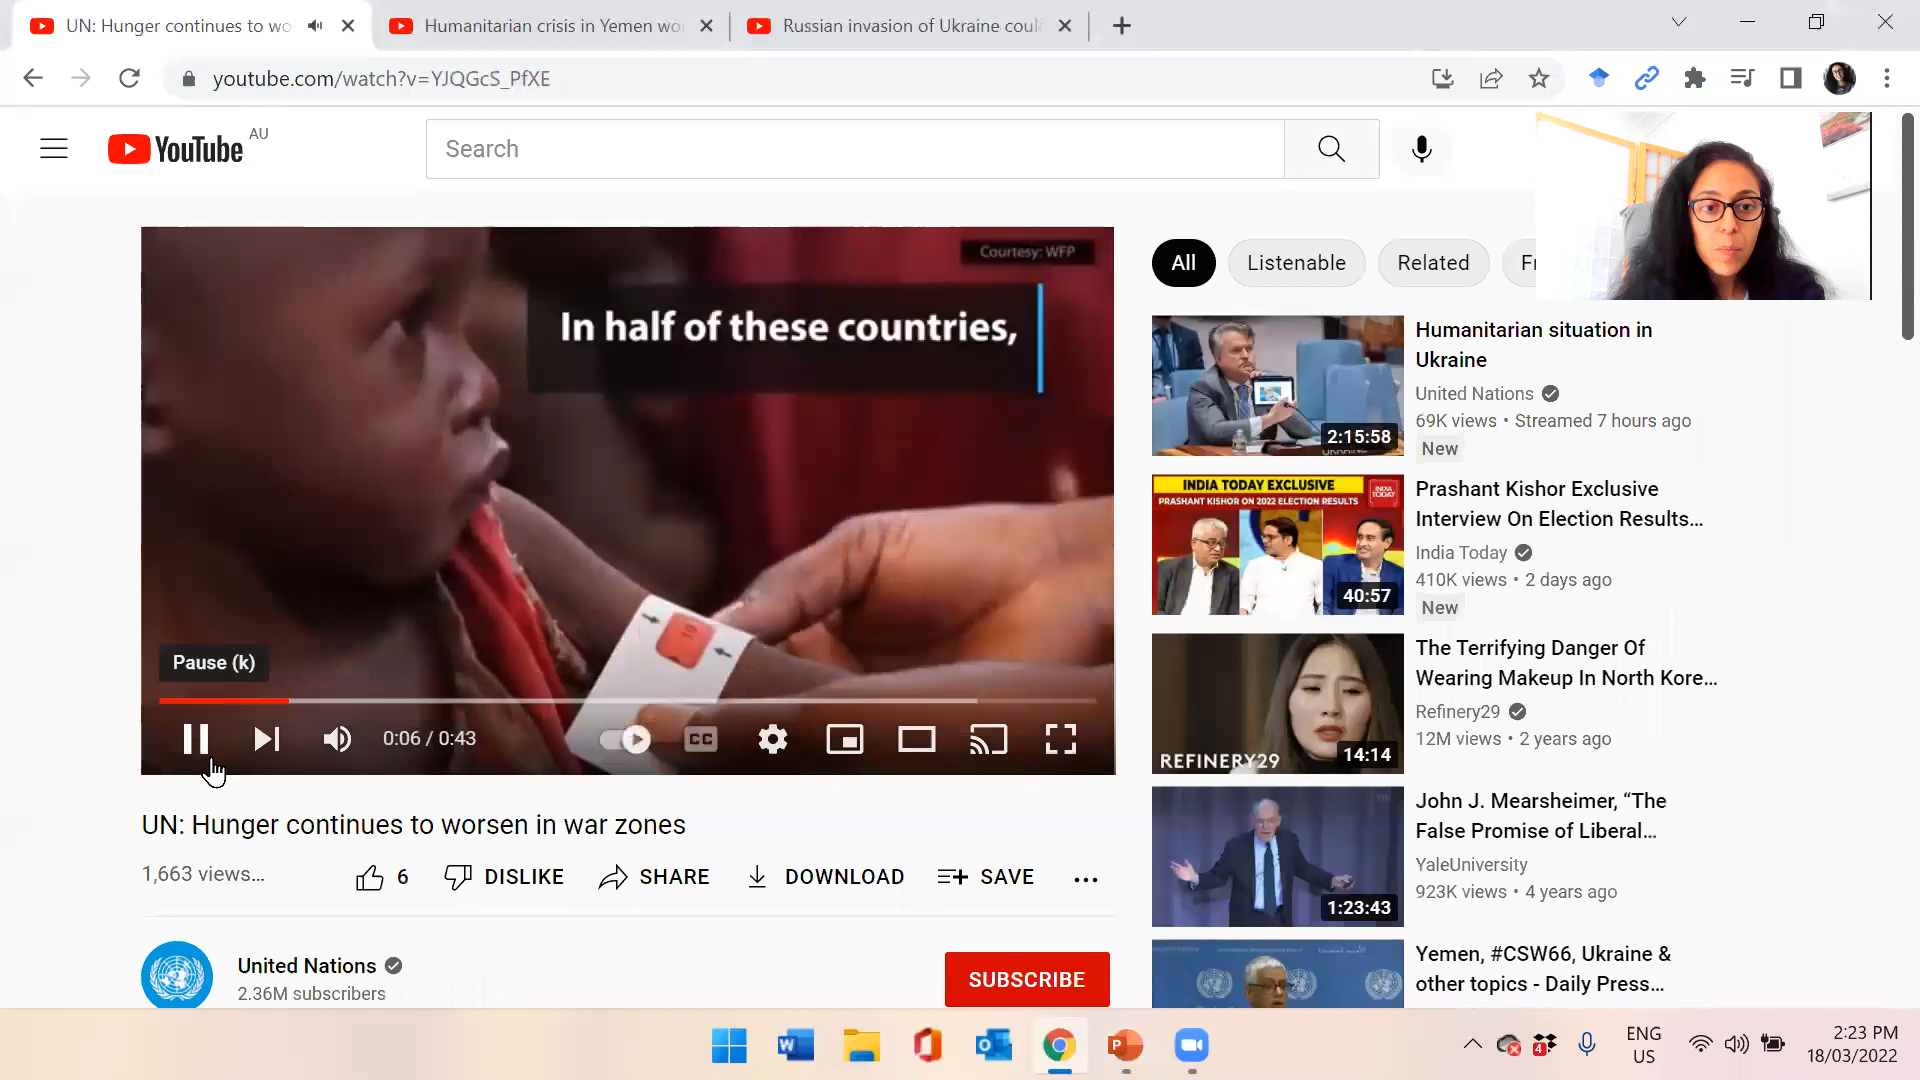 UN: Hunger continues to wo
Humanitarian crisis in Yemen wo
Russian invasion of Ukraine coul
youtube.com/watch?v=YJQGcS_PfXE
YouTube AU
Search
Courtesy: WFP
In half of these countries,
Pause (k)
0:06 / 0:43
CC
UN: Hunger continues to worsen in war zones
1,663 views...
6
DISLIKE
SHARE
DOWNLOAD
SAVE
United Nations
2.36M subscribers
SUBSCRIBE
All
Listenable
Related
Fr
2:15:58
Humanitarian situation in
Ukraine
United Nations
69K views • Streamed 7 hours ago
New
INDIA TODAY EXCLUSIVE
PRASHANT KISHOR ON 2022 ELECTION RESULTS
INDIA
TODAY
40:57
Prashant Kishor Exclusive
Interview On Election Results...
India Today
410K views • 2 days ago
New
REFINERY29
14:14
The Terrifying Danger Of
Wearing Makeup In North Kore...
Refinery29
12M views • 2 years ago
1:23:43
John J. Mearsheimer, “The
False Promise of Liberal...
YaleUniversity
923K views • 4 years ago
Yemen, #CSW66, Ukraine &
other topics - Daily Press...
4
ENG
US
2:23 PM
18/03/2022